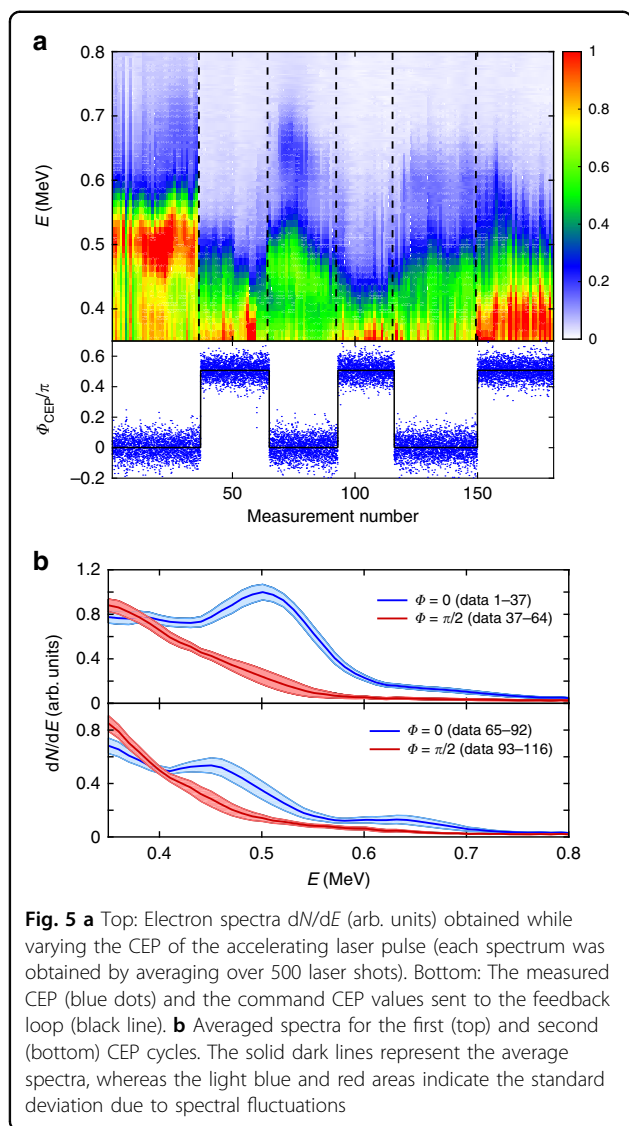 a
0.8
0.7
0.6
0.5
0.4
E (MeV)
1
0.8
0.6
0.4
0.2
0
0.6
0.4
0.2
0
–0.2
Φ_CEP/π
50 100 150
Measurement number
b
1.2
0.8
0.4
0
Φ = 0 (data 1–37)
Φ = π/2 (data 37–64)
dN/dE (arb. units)
0.8
0.4
0
Φ = 0 (data 65–92)
Φ = π/2 (data 93–116)
0.4 0.5 0.6 0.7 0.8
E (MeV)
Fig. 5 a Top: Electron spectra dN/dE (arb. units) obtained while
varying the CEP of the accelerating laser pulse (each spectrum was
obtained by averaging over 500 laser shots). Bottom: The measured
CEP (blue dots) and the command CEP values sent to the feedback
loop (black line). b Averaged spectra for the first (top) and second
(bottom) CEP cycles. The solid dark lines represent the average
spectra, whereas the light blue and red areas indicate the standard
deviation due to spectral fluctuations